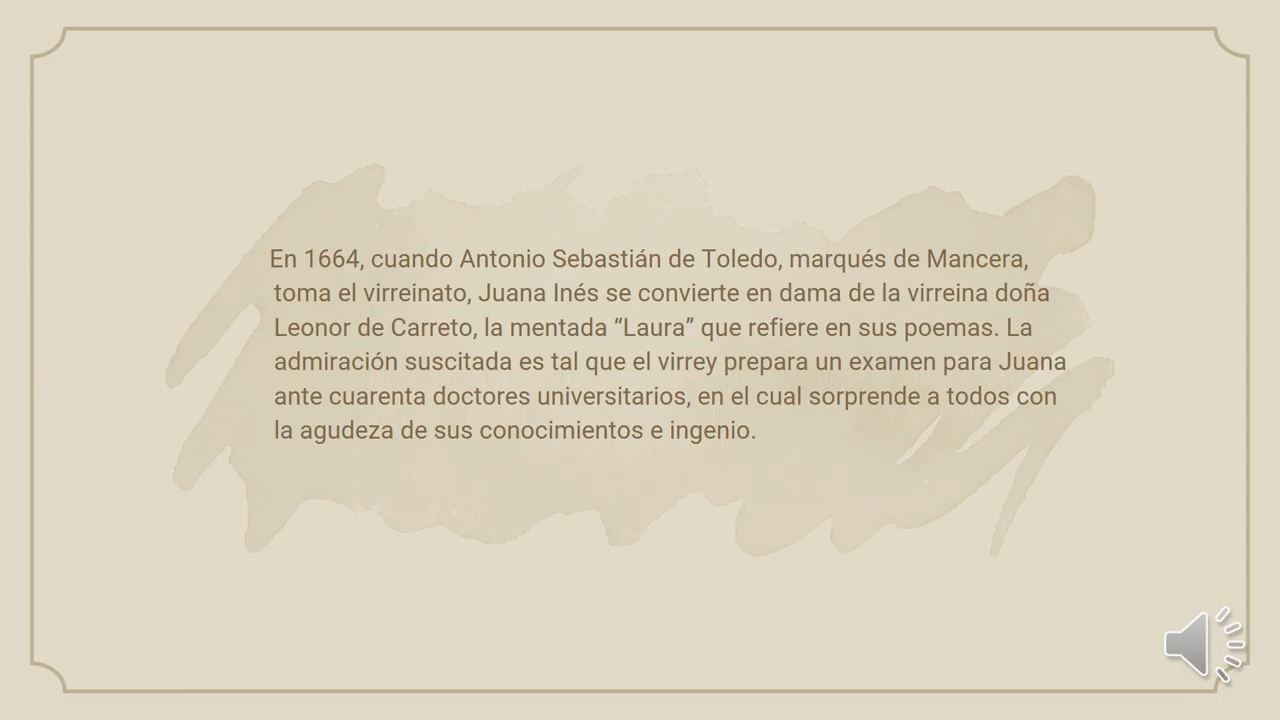 En 1664, cuando Antonio Sebastián de Toledo, marqués de Mancera,
toma el virreinato, Juana Inés se convierte en dama de la virreina doña
Leonor de Carreto, la mentada “Laura” que refiere en sus poemas. La
admiración suscitada es tal que el virrey prepara un examen para Juana
ante cuarenta doctores universitarios, en el cual sorprende a todos con
la agudeza de sus conocimientos e ingenio.